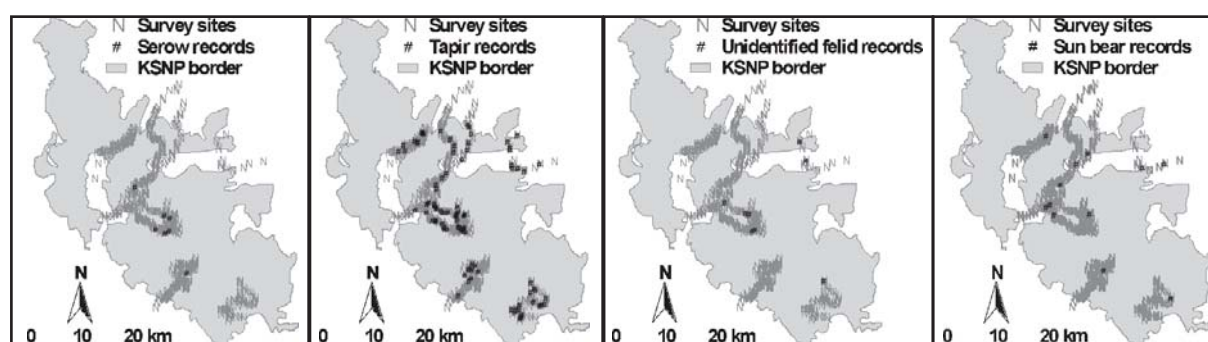 N Survey sites
# Serow records
KSNP border
N
0 10 20 km
N Survey sites
# Tapir records
KSNP border
N
0 10 20 km
N Survey sites
# Unidentified felid records
KSNP border
N
0 10 20 km
N Survey sites
# Sun bear records
KSNP border
N
0 10 20 km